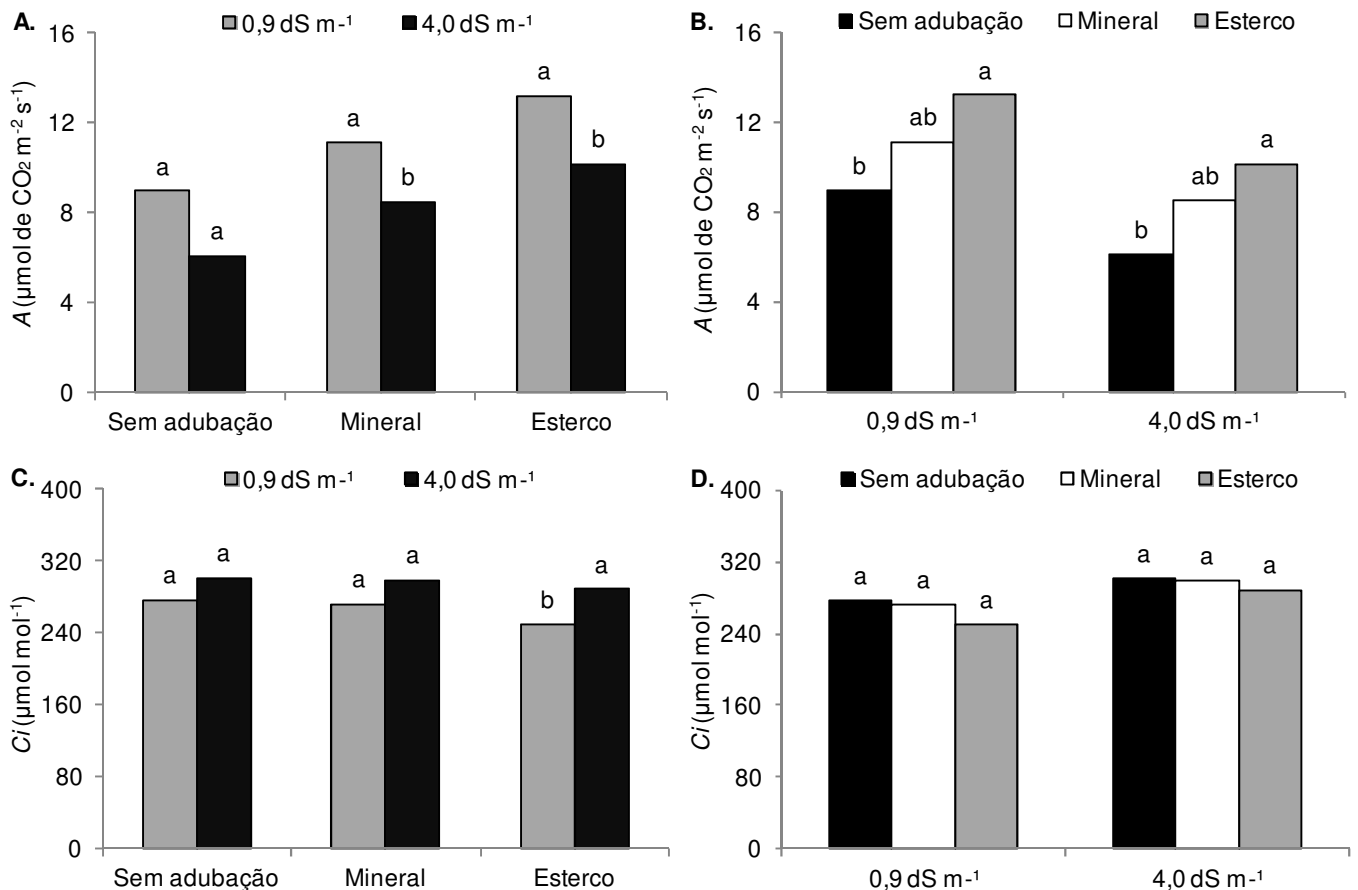 A. 0,9 dS m⁻¹ 4,0 dS m⁻¹
16
12
8
4
0
A (µmol de CO₂ m⁻² s⁻¹)
a
a
a
b
a
b
Sem adubação Mineral Esterco
B. Sem adubação Mineral Esterco
16
12
8
4
0
A (µmol de CO₂ m⁻² s⁻¹)
b
ab
a
b
ab
a
0,9 dS m⁻¹ 4,0 dS m⁻¹
C. 0,9 dS m⁻¹ 4,0 dS m⁻¹
400
320
240
160
80
0
Ci (µmol mol⁻¹)
a
a
a
a
b
a
Sem adubação Mineral Esterco
D. Sem adubação Mineral Esterco
400
320
240
160
80
0
Ci (µmol mol⁻¹)
a
a
a
a
a
a
0,9 dS m⁻¹ 4,0 dS m⁻¹